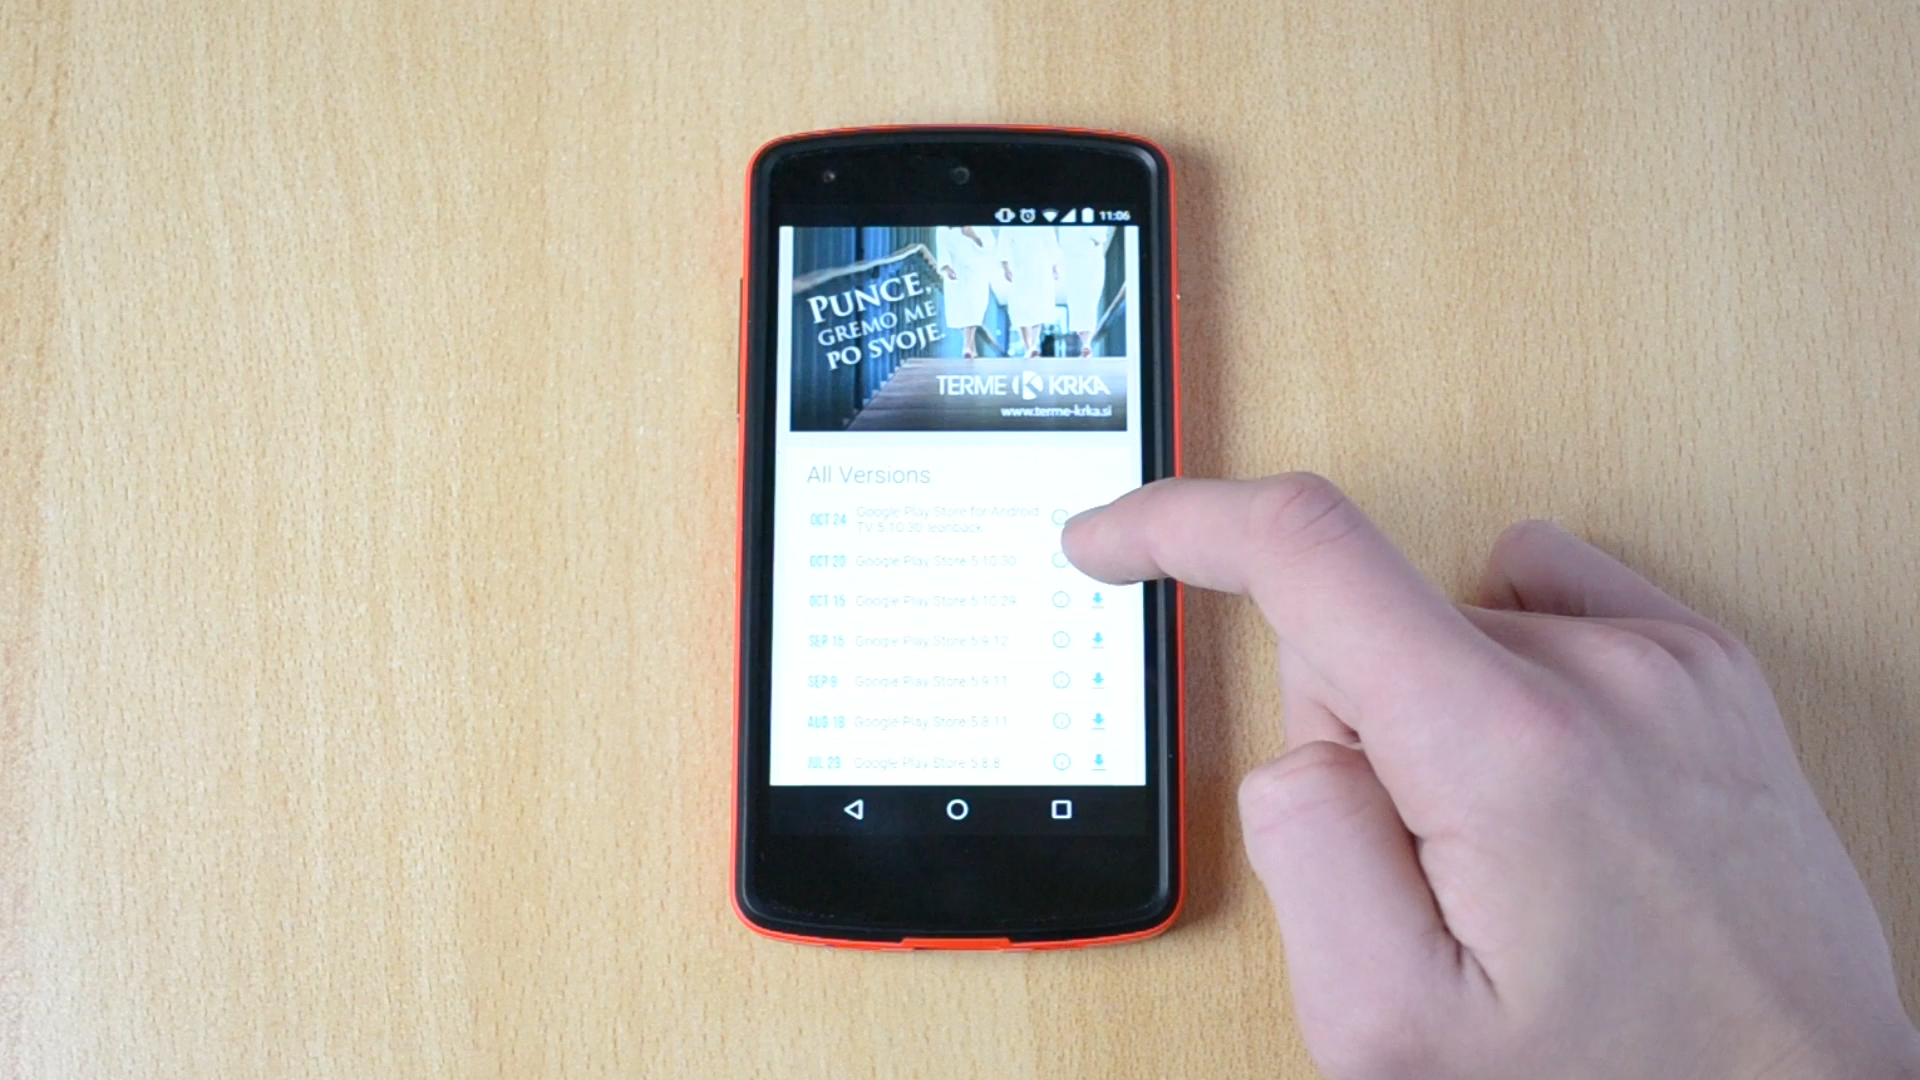 11:06
PUNCE,
GREMO ME
PO SVOJE.
TERME KRKA
www.terme-krka.si
All Versions
OCT 24 Google Play Store for Android
TV 5.10.30 leanback
OCT 20 Google Play Store 5.10.30
OCT 15 Google Play Store 5.10.29
SEP 15 Google Play Store 5.9.12
SEP 9 Google Play Store 5.9.11
AUG 18 Google Play Store 5.8.11
JUL 29 Google Play Store 5.8.8